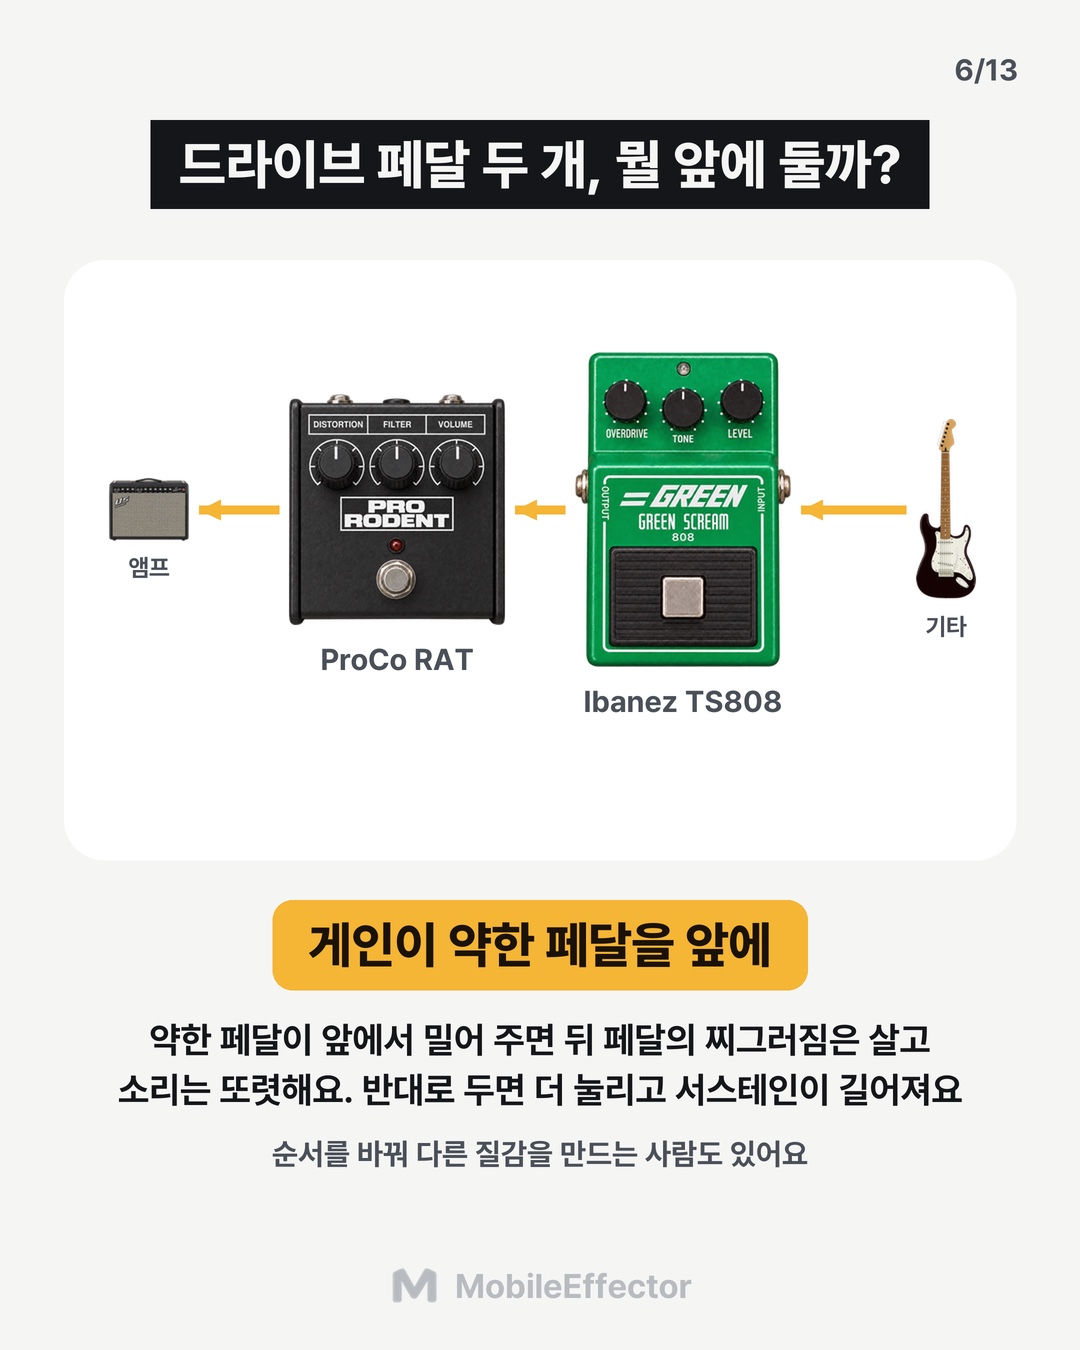 6/13
드라이브 페달 두 개, 뭘 앞에 둘까?
DISTORTION FILTER VOLUME
PRO
RODENT
OVERDRIVE TONE LEVEL
OUTPUT
INPUT
GREEN
GREEN SCREAM
808
앰프
ProCo RAT
Ibanez TS808
기타
게인이 약한 페달을 앞에
약한 페달이 앞에서 밀어 주면 뒤 페달의 찌그러짐은 살고
소리는 또렷해요. 반대로 두면 더 눌리고 서스테인이 길어져요
순서를 바꿔 다른 질감을 만드는 사람도 있어요
MobileEffector